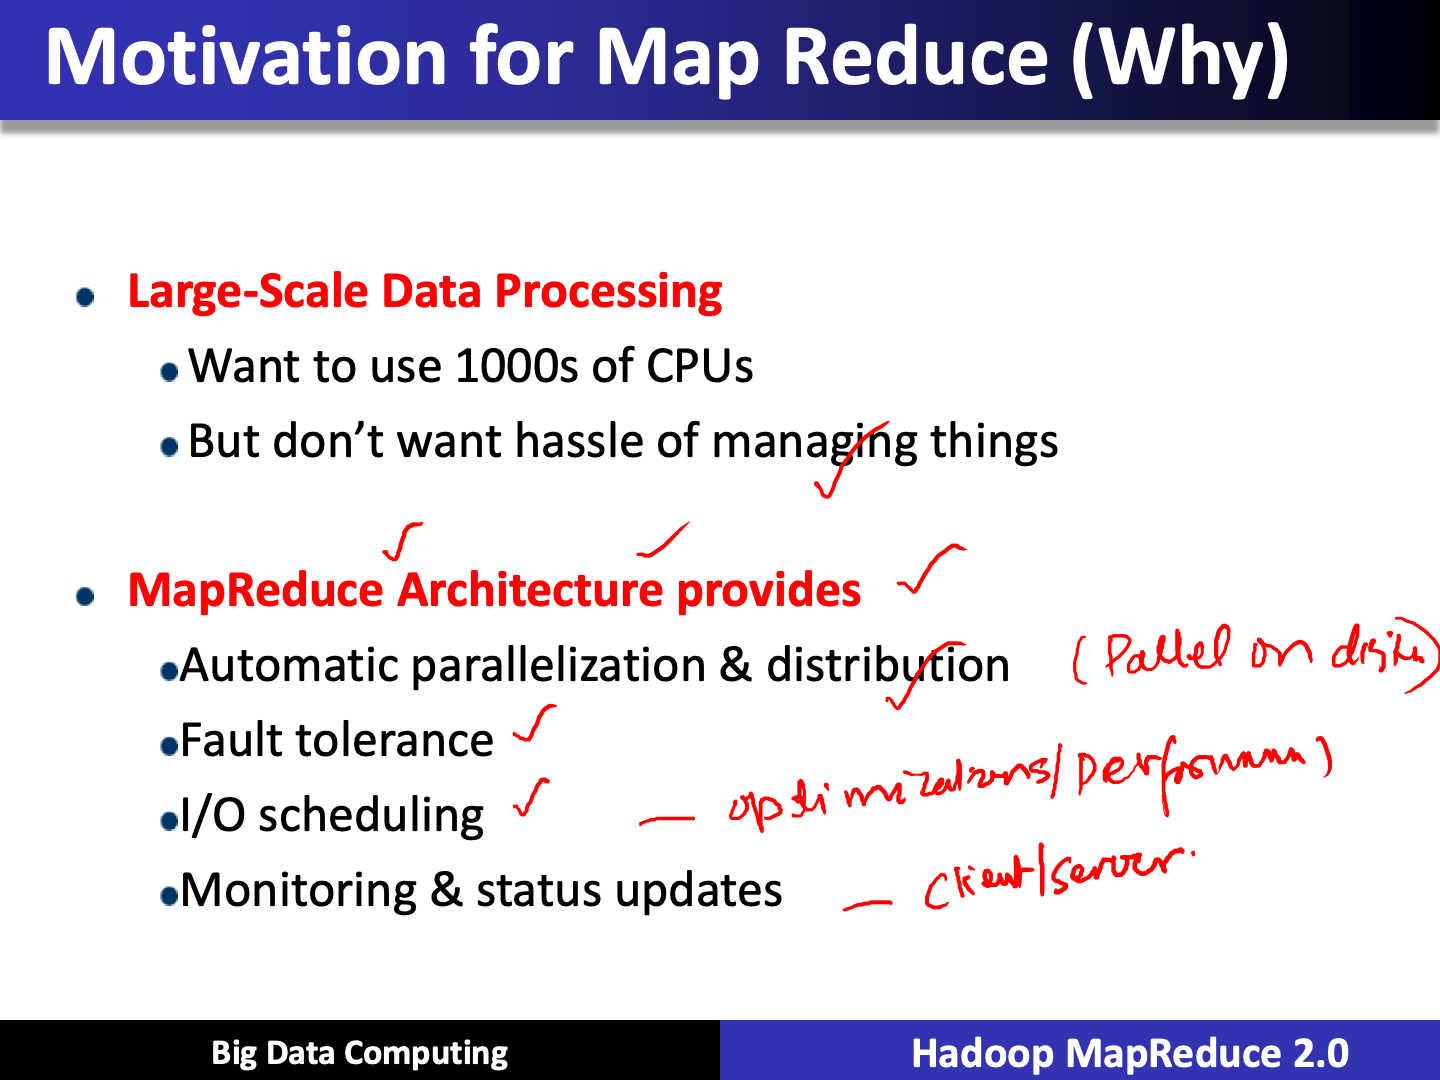 Motivation for Map Reduce (Why)
Large-Scale Data Processing
Want to use 1000s of CPUs
But don’t want hassle of managing things
MapReduce Architecture provides
Automatic parallelization & distribution (Pallel on
Fault tolerance
I/O scheduling — optimizations/performann)
Monitoring & status updates — Client/server.
Big Data Computing
Hadoop MapReduce 2.0